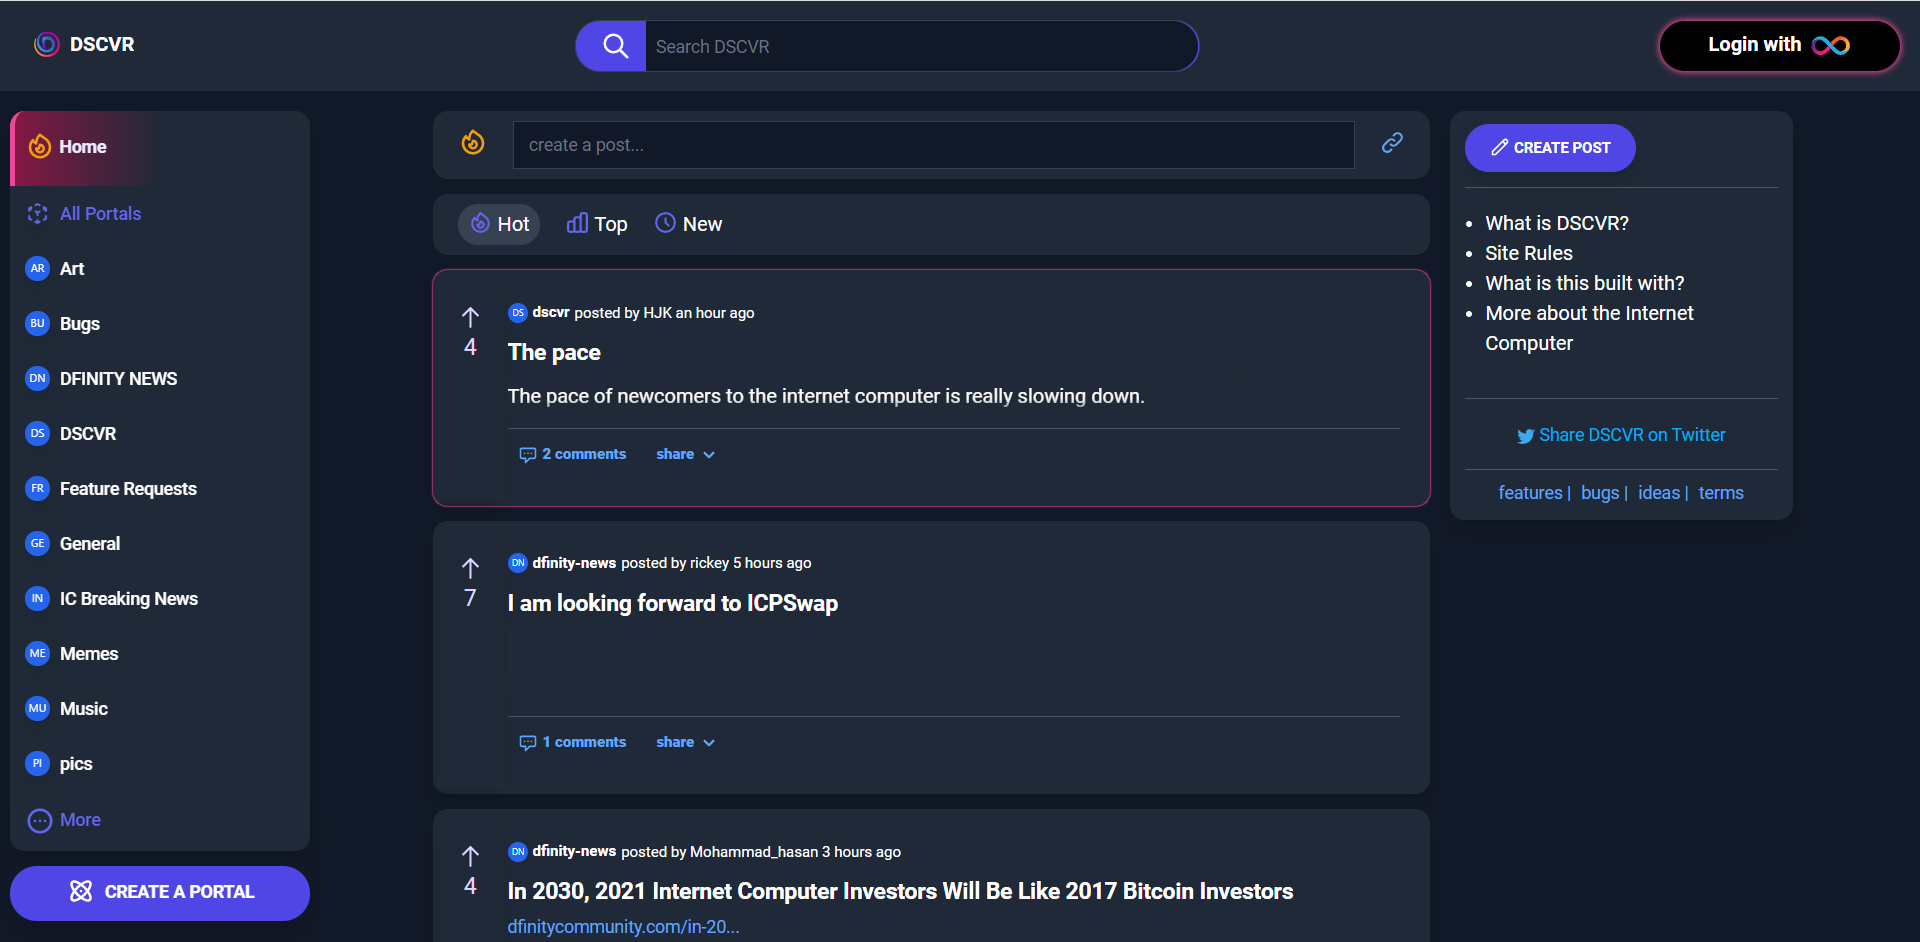 DSCVR
Search DSCVR
Login with
Home
All Portals
AR Art
BU Bugs
DN DFINITY NEWS
DS DSCVR
FR Feature Requests
GE General
IN IC Breaking News
ME Memes
MU Music
PI pics
More
CREATE A PORTAL
create a post...
Hot Top New
4
DS dscvr posted by HJK an hour ago
The pace
The pace of newcomers to the internet computer is really slowing down.
2 comments share
7
DN dfinity-news posted by rickey 5 hours ago
I am looking forward to ICPSwap
1 comments share
4
DN dfinity-news posted by Mohammad_hasan 3 hours ago
In 2030, 2021 Internet Computer Investors Will Be Like 2017 Bitcoin Investors
dfinitycommunity.com/in-20...
CREATE POST
• What is DSCVR?
• Site Rules
• What is this built with?
• More about the Internet
Computer
Share DSCVR on Twitter
features | bugs | ideas | terms